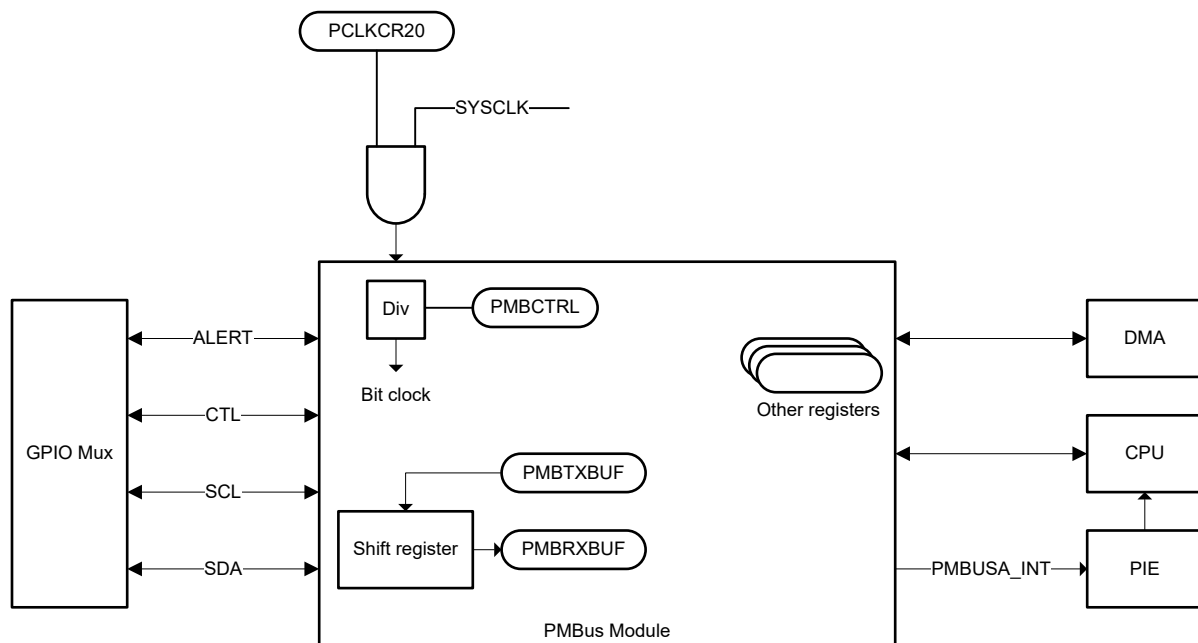 PCLKCR20
SYSCLK
Div
PMBCTRL
Bit clock
Other registers
GPIO Mux
ALERT
CTL
SCL
SDA
PMBTXBUF
Shift register
PMBRXBUF
PMBus Module
DMA
CPU
PMBUSA_INT
PIE